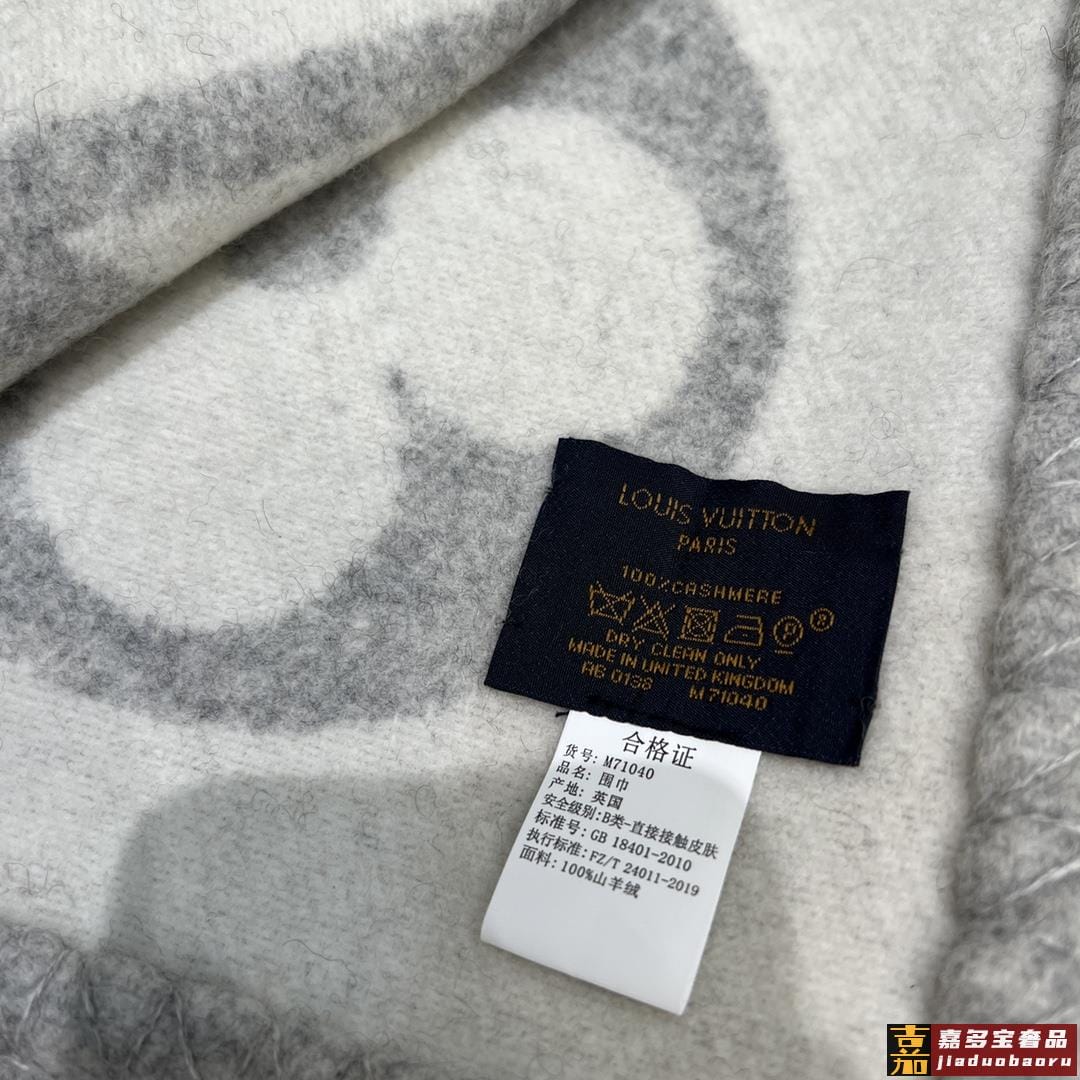 LOUIS VUITTON
PARIS
100%CASHMERE
P ®
DRY CLEAN ONLY
MADE IN UNITED KINGDOM
AB 0138 M71040
合格证
货号: M71040
品名: 围巾
产地: 英国
安全级别:B类-直接接触皮肤
标准号: GB 18401-2010
执行标准: FZ/T 24011-2019
面料: 100%山羊绒
吉茄 嘉多宝奢品
jiaduobaoru